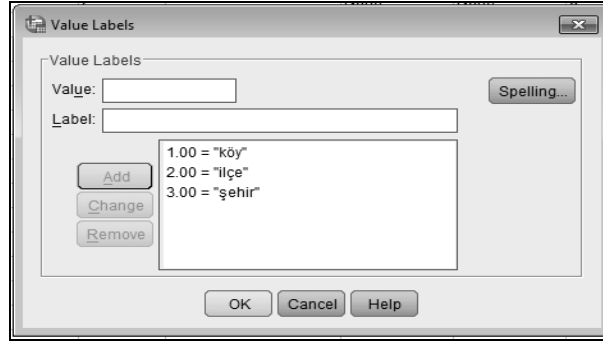 Value Labels
Value Labels
Value:
Spelling...
Label:
1.00 = "köy"
Add
2.00 = "ilçe"
3.00 = "şehir"
Change
Remove
OK Cancel Help